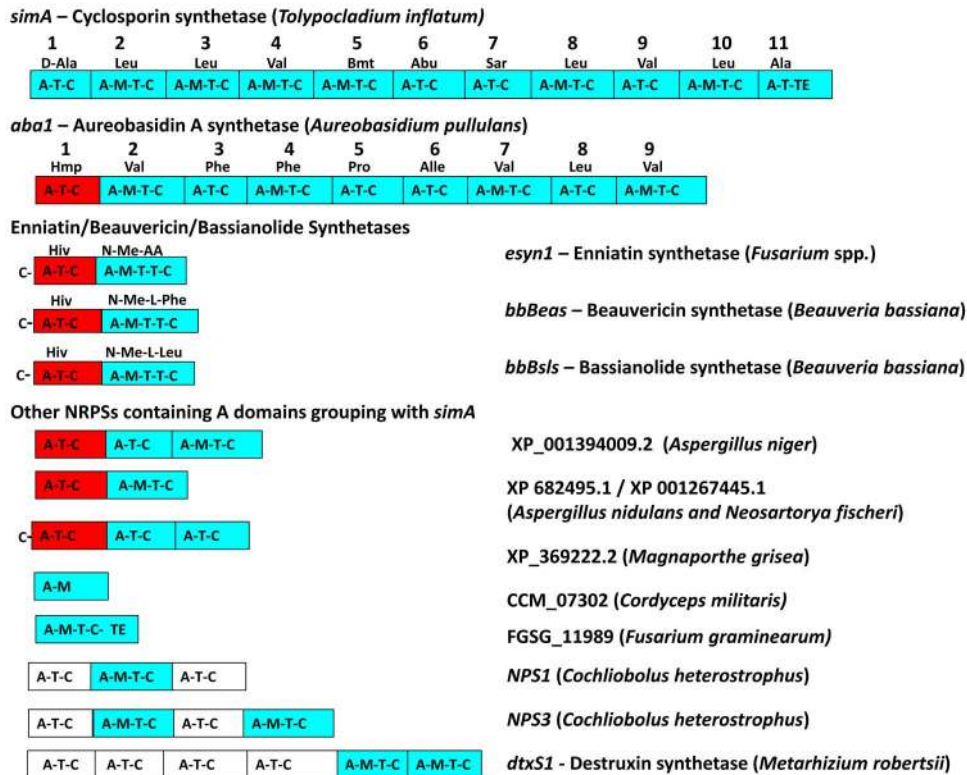 simA – Cyclosporin synthetase (Tolypocladium inflatum)
1 2 3 4 5 6 7 8 9 10 11
D-Ala Leu Leu Val Bmt Abu Sar Leu Val Leu Ala
A-T-C A-M-T-C A-M-T-C A-M-T-C A-M-T-C A-T-C A-T-C A-M-T-C A-T-C A-M-T-C A-T-TE
aba1 – Aureobasidin A synthetase (Aureobasidium pullulans)
1 2 3 4 5 6 7 8 9
Hmp Val Phe Phe Pro Alle Val Leu Val
A-T-C A-M-T-C A-T-C A-M-T-C A-T-C A-T-C A-M-T-C A-T-C A-M-T-C
Enniatin/Beauvericin/Bassianolide Synthetases
Hiv N-Me-AA
C- A-T-C A-M-T-T-C
esyn1 – Enniatin synthetase (Fusarium spp.)
Hiv N-Me-L-Phe
C- A-T-C A-M-T-T-C
bbBeas – Beauvericin synthetase (Beauveria bassiana)
Hiv N-Me-L-Leu
C- A-T-C A-M-T-T-C
bbBsls – Bassianolide synthetase (Beauveria bassiana)
Other NRPSs containing A domains grouping with simA
A-T-C A-T-C A-M-T-C
XP_001394009.2 (Aspergillus niger)
A-T-C A-M-T-C
XP 682495.1 / XP 001267445.1
(Aspergillus nidulans and Neosartorya fischeri)
C- A-T-C A-T-C A-T-C
XP_369222.2 (Magnaporthe grisea)
A-M
CCM_07302 (Cordyceps militaris)
A-M-T-C- TE
FGSG_11989 (Fusarium graminearum)
A-T-C A-M-T-C A-T-C
NPS1 (Cochliobolus heterostrophus)
A-T-C A-M-T-C A-T-C A-M-T-C
NPS3 (Cochliobolus heterostrophus)
A-T-C A-T-C A-T-C A-T-C A-M-T-C A-M-T-C
dtxS1 - Destruxin synthetase (Metarhizium robertsii)